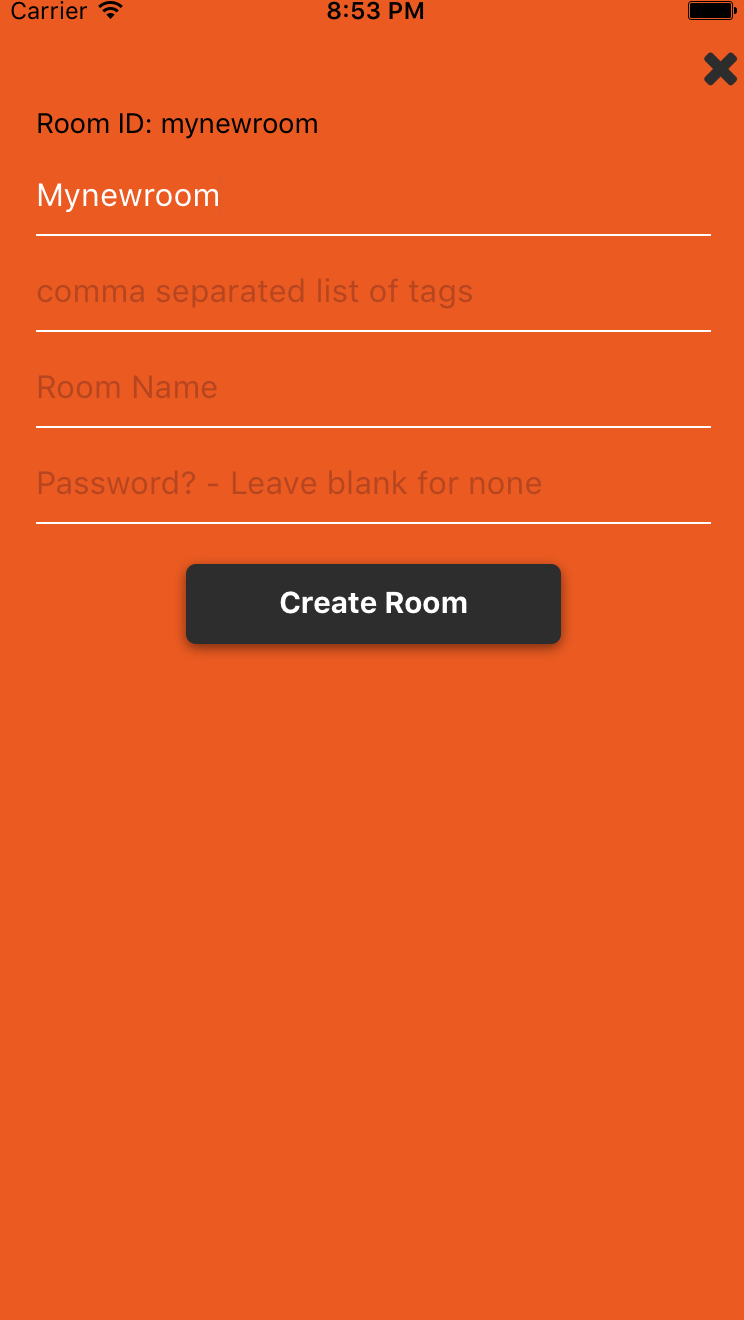 Carrier 8:53 PM
Room ID: mynewroom
Mynewroom
comma separated list of tags
Room Name
Password? - Leave blank for none
Create Room